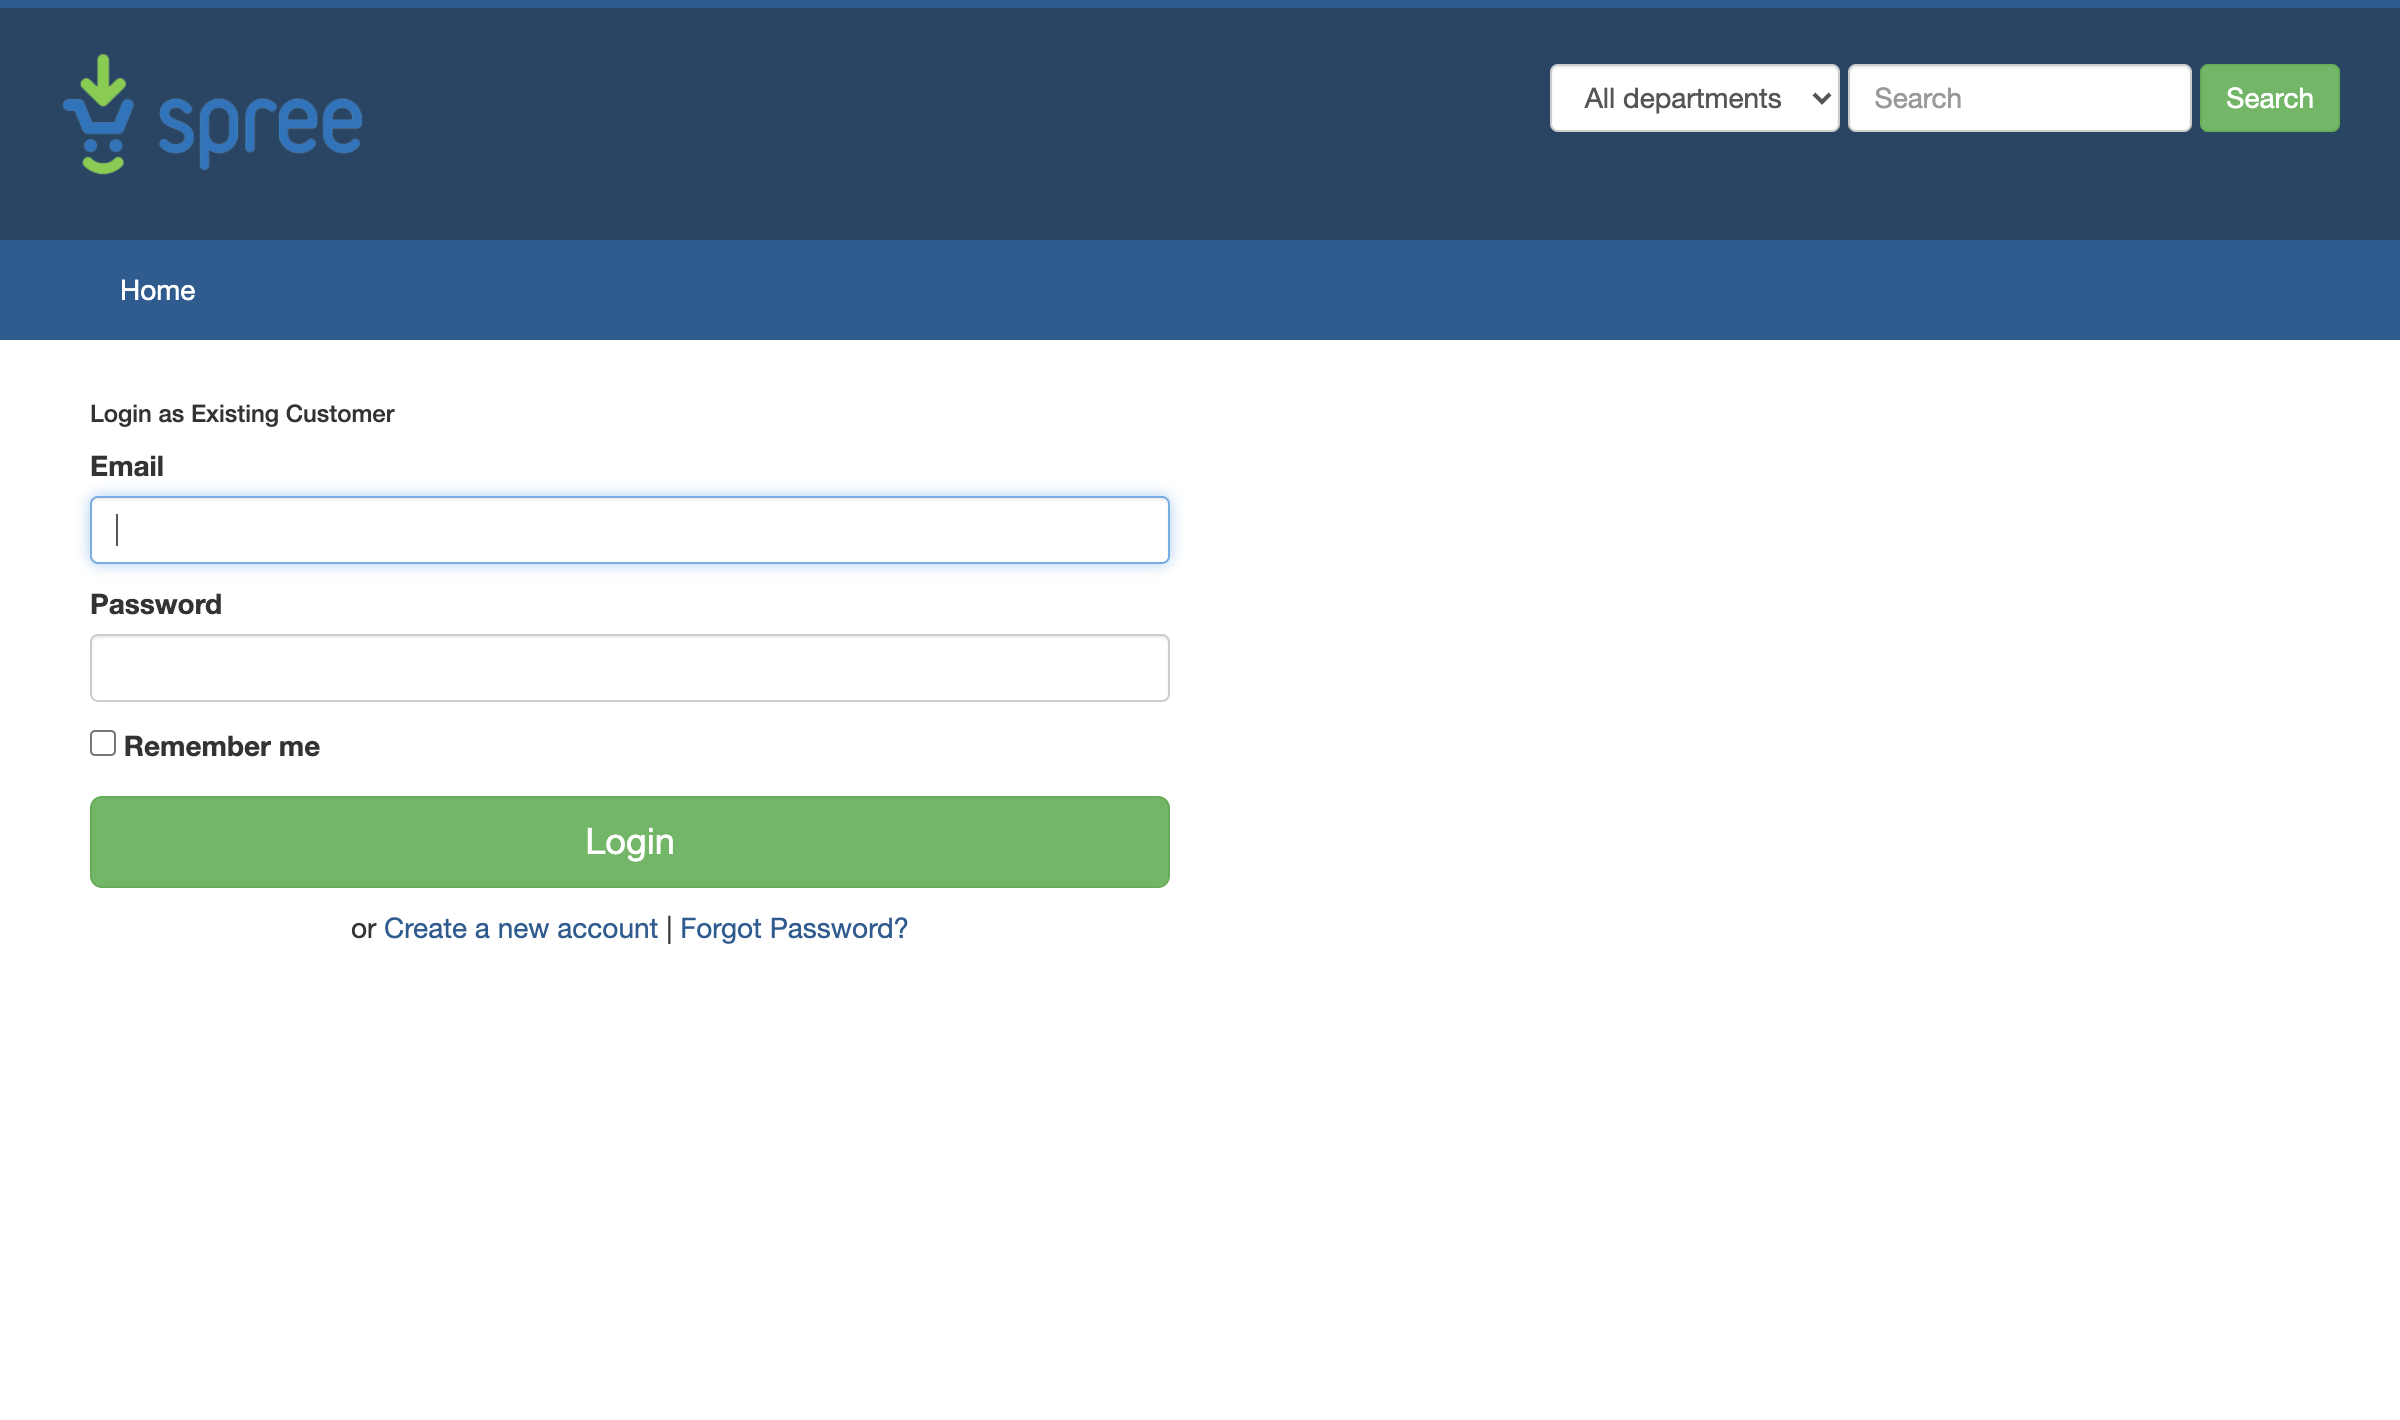 spree
All departments
Search
Search
Home
Login as Existing Customer
Email
Password
Remember me
Login
or Create a new account | Forgot Password?